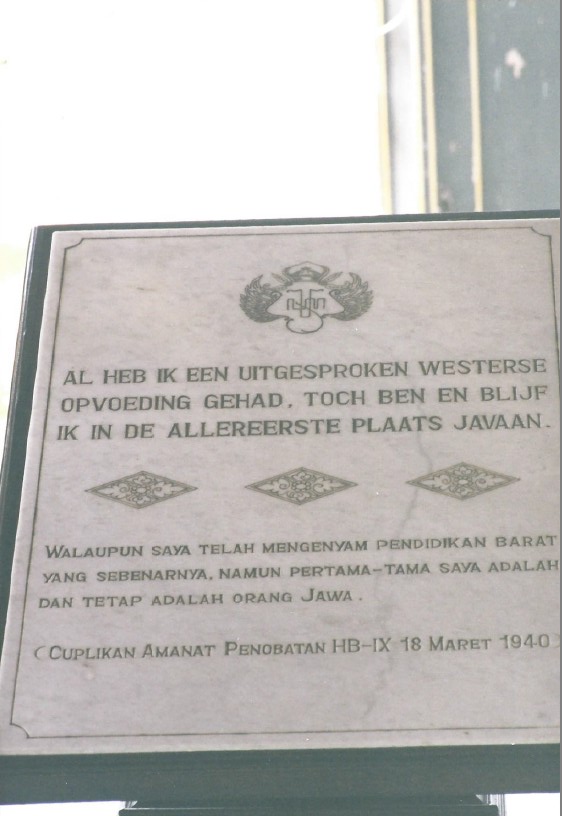 AL HEB IK EEN UITGESPROKEN WESTERSE
OPVOEDING GEHAD, TOCH BEN EN BLIJF
IK IN DE ALLEREERSTE PLAATS JAVAAN.
WALAUPUN SAYA TELAH MENGENYAM PENDIDIKAN BARAT
YANG SEBENARNYA, NAMUN PERTAMA-TAMA SAYA ADALAH
DAN TETAP ADALAH ORANG JAWA.
(CUPLIKAN AMANAT PENOBATAN HB-IX 18 MARET 1940)